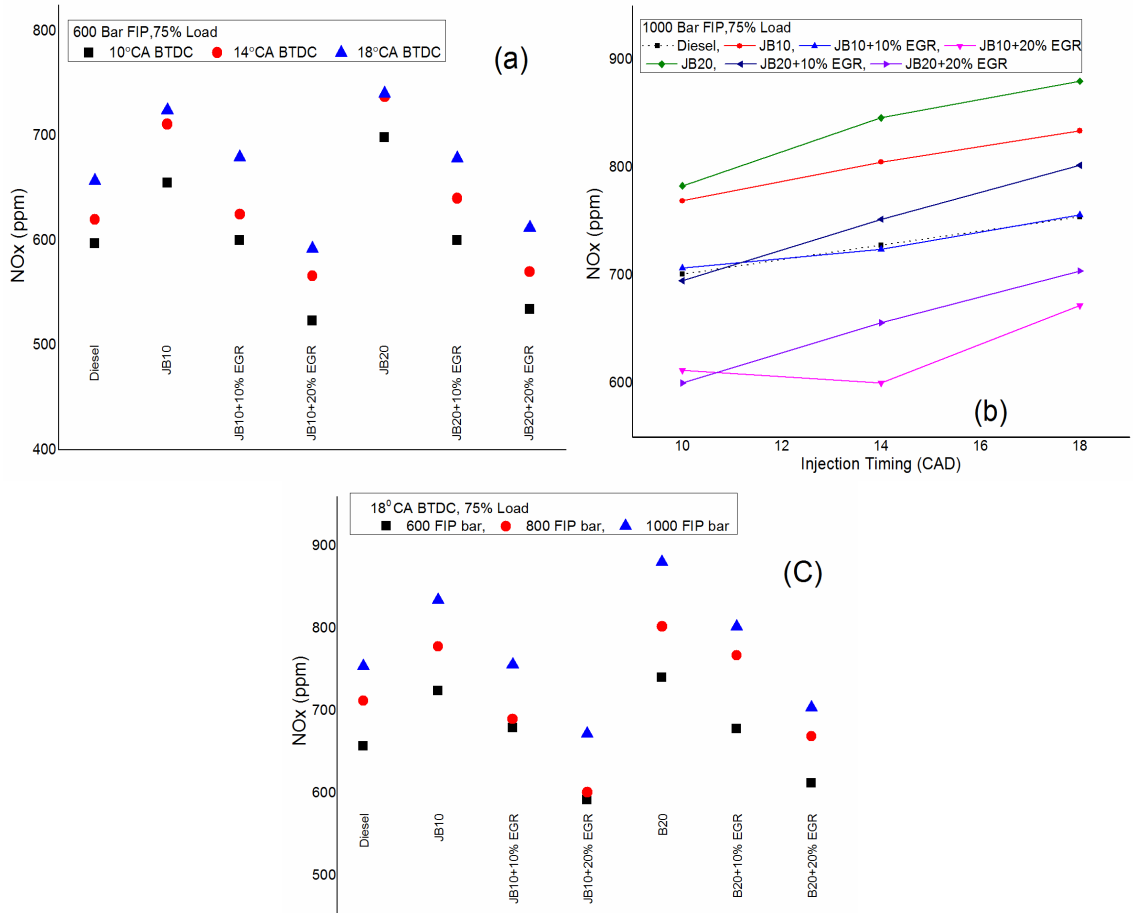 600 Bar FIP,75% Load
10°CA BTDC 14°CA BTDC 18°CA BTDC
(a)
800
700
600
500
400
NOx (ppm)
Diesel
JB10
JB10+10% EGR
JB10+20% EGR
JB20
JB20+10% EGR
JB20+20% EGR
1000 Bar FIP,75% Load
Diesel, JB10, JB10+10% EGR, JB10+20% EGR
JB20, JB20+10% EGR, JB20+20% EGR
900
800
700
600
NOx (ppm)
(b)
10 12 14 16 18
Injection Timing (CAD)
18⁰ CA BTDC, 75% Load
600 FIP bar, 800 FIP bar, 1000 FIP bar
(C)
900
800
700
600
500
NOx (ppm)
Diesel
JB10
JB10+10% EGR
JB10+20% EGR
B20
B20+10% EGR
B20+20% EGR